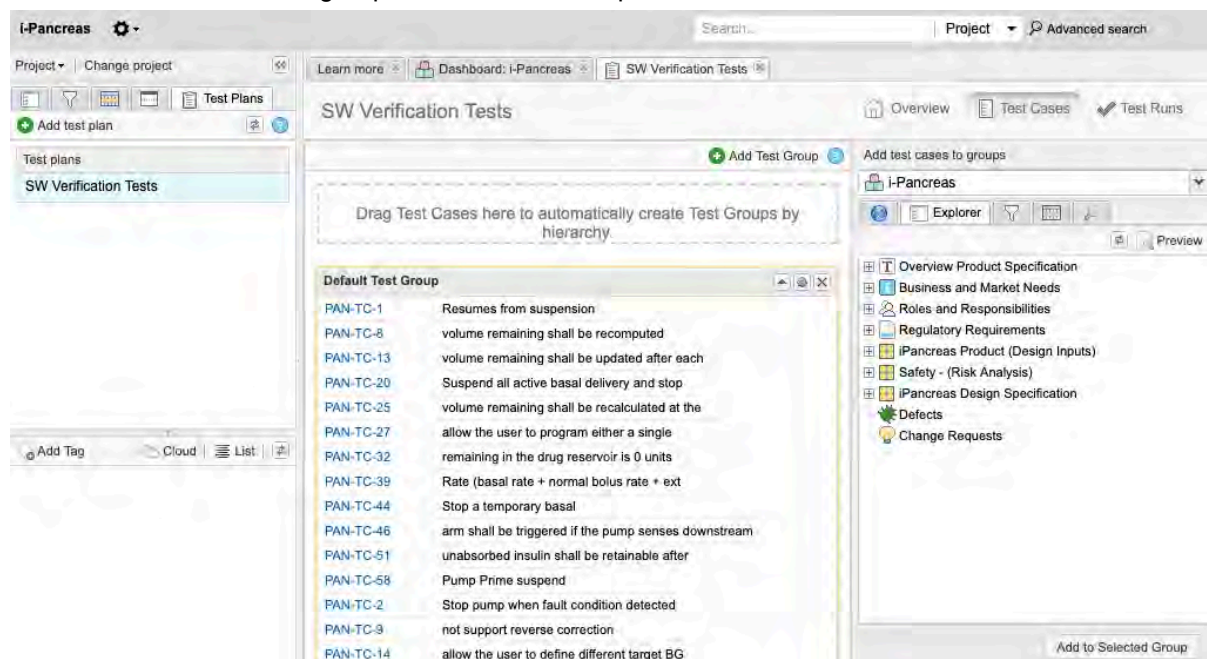 i-Pancreas
Search...
Project
Advanced search
Project
Change project
Learn more
Dashboard: i-Pancreas
SW Verification Tests
Test Plans
Add test plan
SW Verification Tests
Overview
Test Cases
Test Runs
Test plans
SW Verification Tests
Add Test Group
Add test cases to groups
i-Pancreas
Drag Test Cases here to automatically create Test Groups by
hierarchy
Explorer
Preview
Default Test Group
PAN-TC-1 Resumes from suspension
PAN-TC-8 volume remaining shall be recomputed
PAN-TC-13 volume remaining shall be updated after each
PAN-TC-20 Suspend all active basal delivery and stop
PAN-TC-25 volume remaining shall be recalculated at the
PAN-TC-27 allow the user to program either a single
PAN-TC-32 remaining in the drug reservoir is 0 units
PAN-TC-39 Rate (basal rate + normal bolus rate + ext
PAN-TC-44 Stop a temporary basal
PAN-TC-46 arm shall be triggered if the pump senses downstream
PAN-TC-51 unabsorbed insulin shall be retainable after
PAN-TC-58 Pump Prime suspend
PAN-TC-2 Stop pump when fault condition detected
PAN-TC-9 not support reverse correction
PAN-TC-14 allow the user to define different target BG
Overview Product Specification
Business and Market Needs
Roles and Responsibilities
Regulatory Requirements
iPancreas Product (Design Inputs)
Safety - (Risk Analysis)
iPancreas Design Specification
Defects
Change Requests
Add Tag
Cloud
List
Add to Selected Group